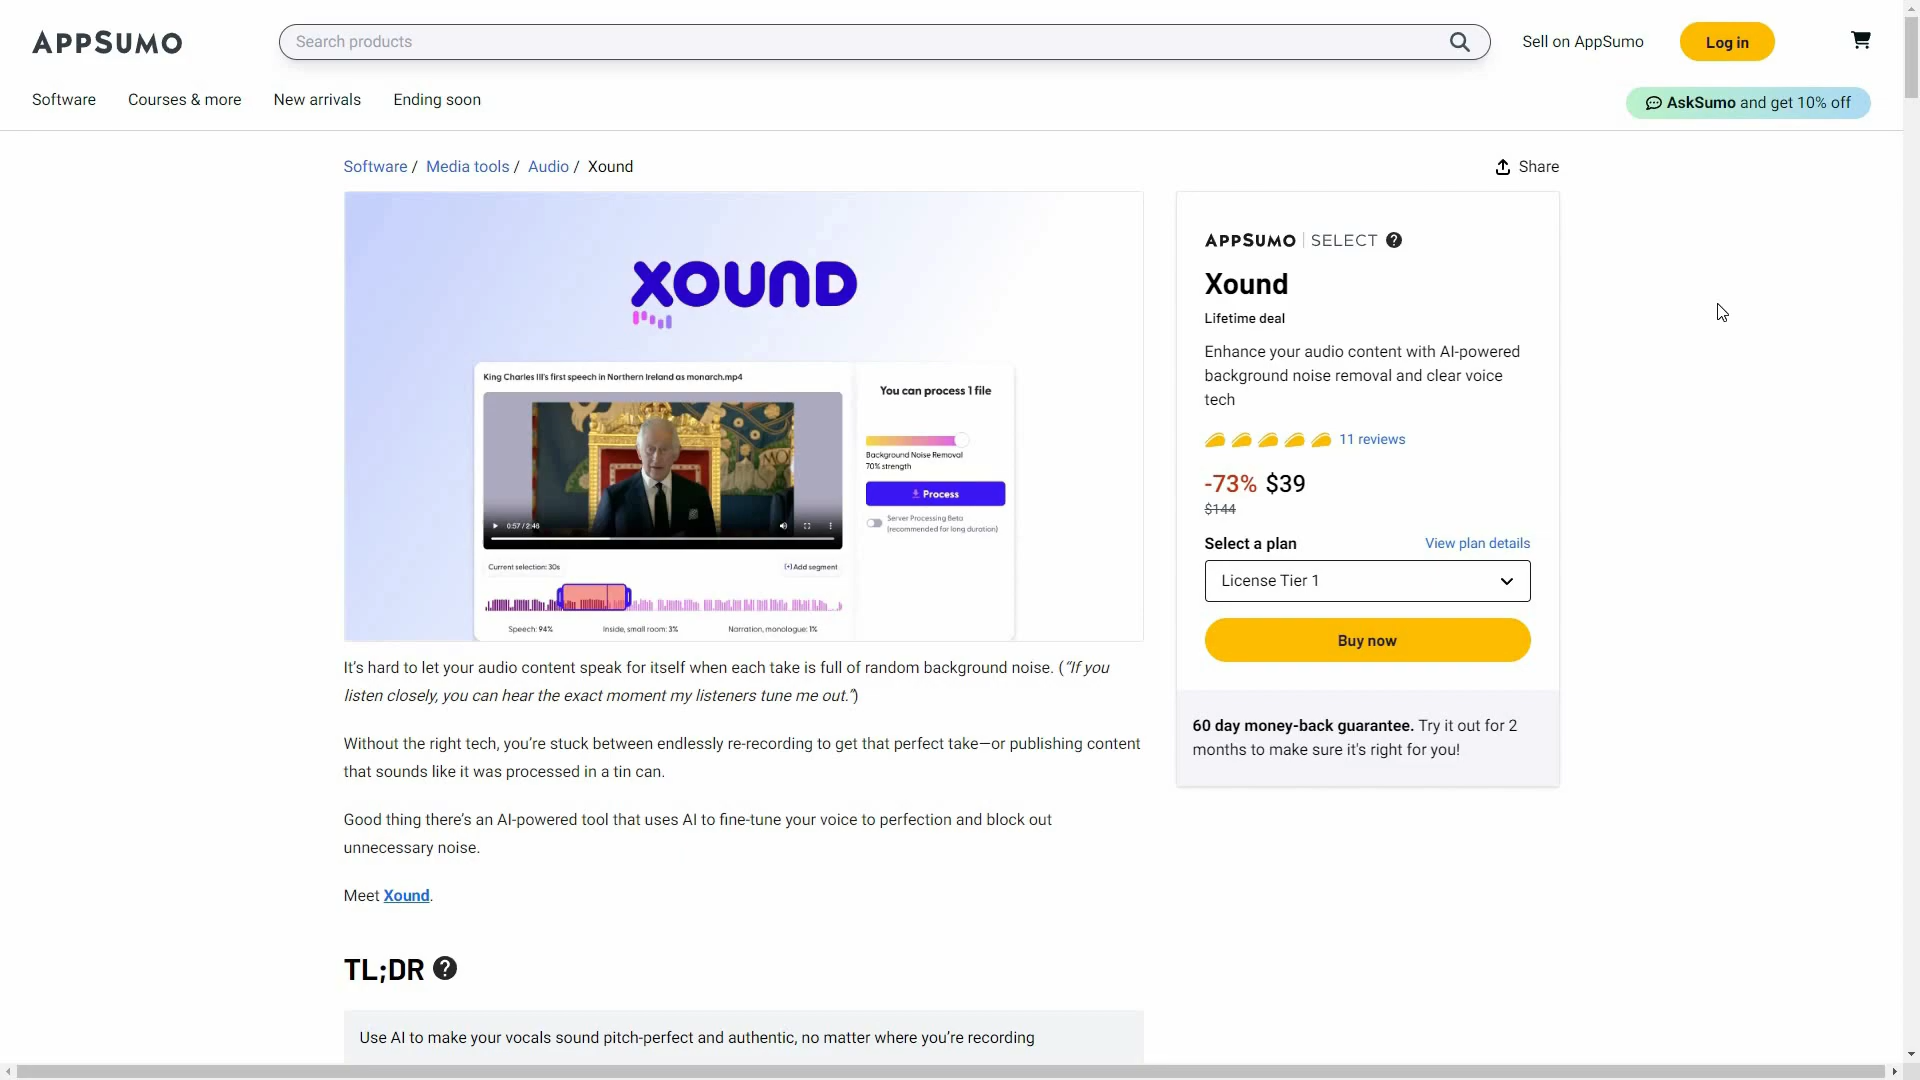 APPSUMO
Search products
Sell on AppSumo
Log in
Software
Courses & more
New arrivals
Ending soon
AskSumo and get 10% off
Software / Media tools / Audio / Xound
Share
XOUND
King Charles III's first speech in Northern Ireland as monarch.mp4
You can process 1 file
Background Noise Removal
70% strength
Process
Server Processing Beta
(recommended for long duration)
0:57 / 2:46
Current selection: 30s
[+] Add segment
Speech: 94%
Inside, small room: 3%
Narration, monologue: 1%
APPSUMO | SELECT ?
Xound
Lifetime deal
Enhance your audio content with AI-powered
background noise removal and clear voice
tech
11 reviews
-73% $39
$144
Select a plan
View plan details
License Tier 1
Buy now
60 day money-back guarantee. Try it out for 2
months to make sure it's right for you!
It’s hard to let your audio content speak for itself when each take is full of random background noise. (“If you
listen closely, you can hear the exact moment my listeners tune me out.”)
Without the right tech, you’re stuck between endlessly re-recording to get that perfect take—or publishing content
that sounds like it was processed in a tin can.
Good thing there’s an AI-powered tool that uses AI to fine-tune your voice to perfection and block out
unnecessary noise.
Meet Xound.
TL;DR ?
Use AI to make your vocals sound pitch-perfect and authentic, no matter where you’re recording